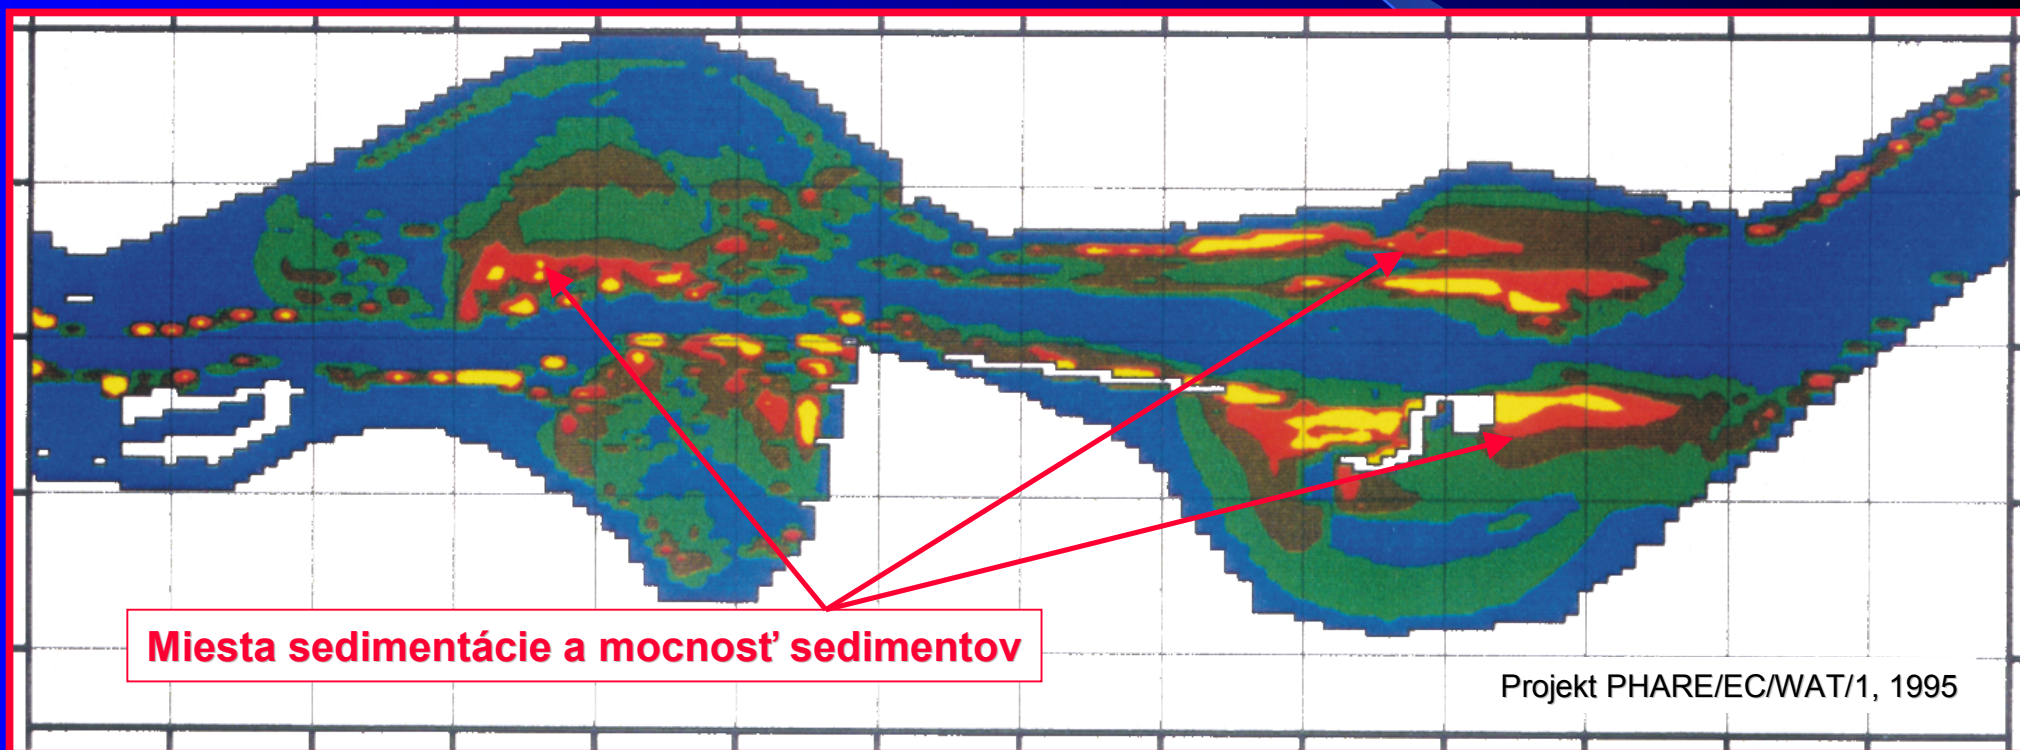 Miesta sedimentácie a mocnosť sedimentov
Projekt PHARE/EC/WAT/1, 1995